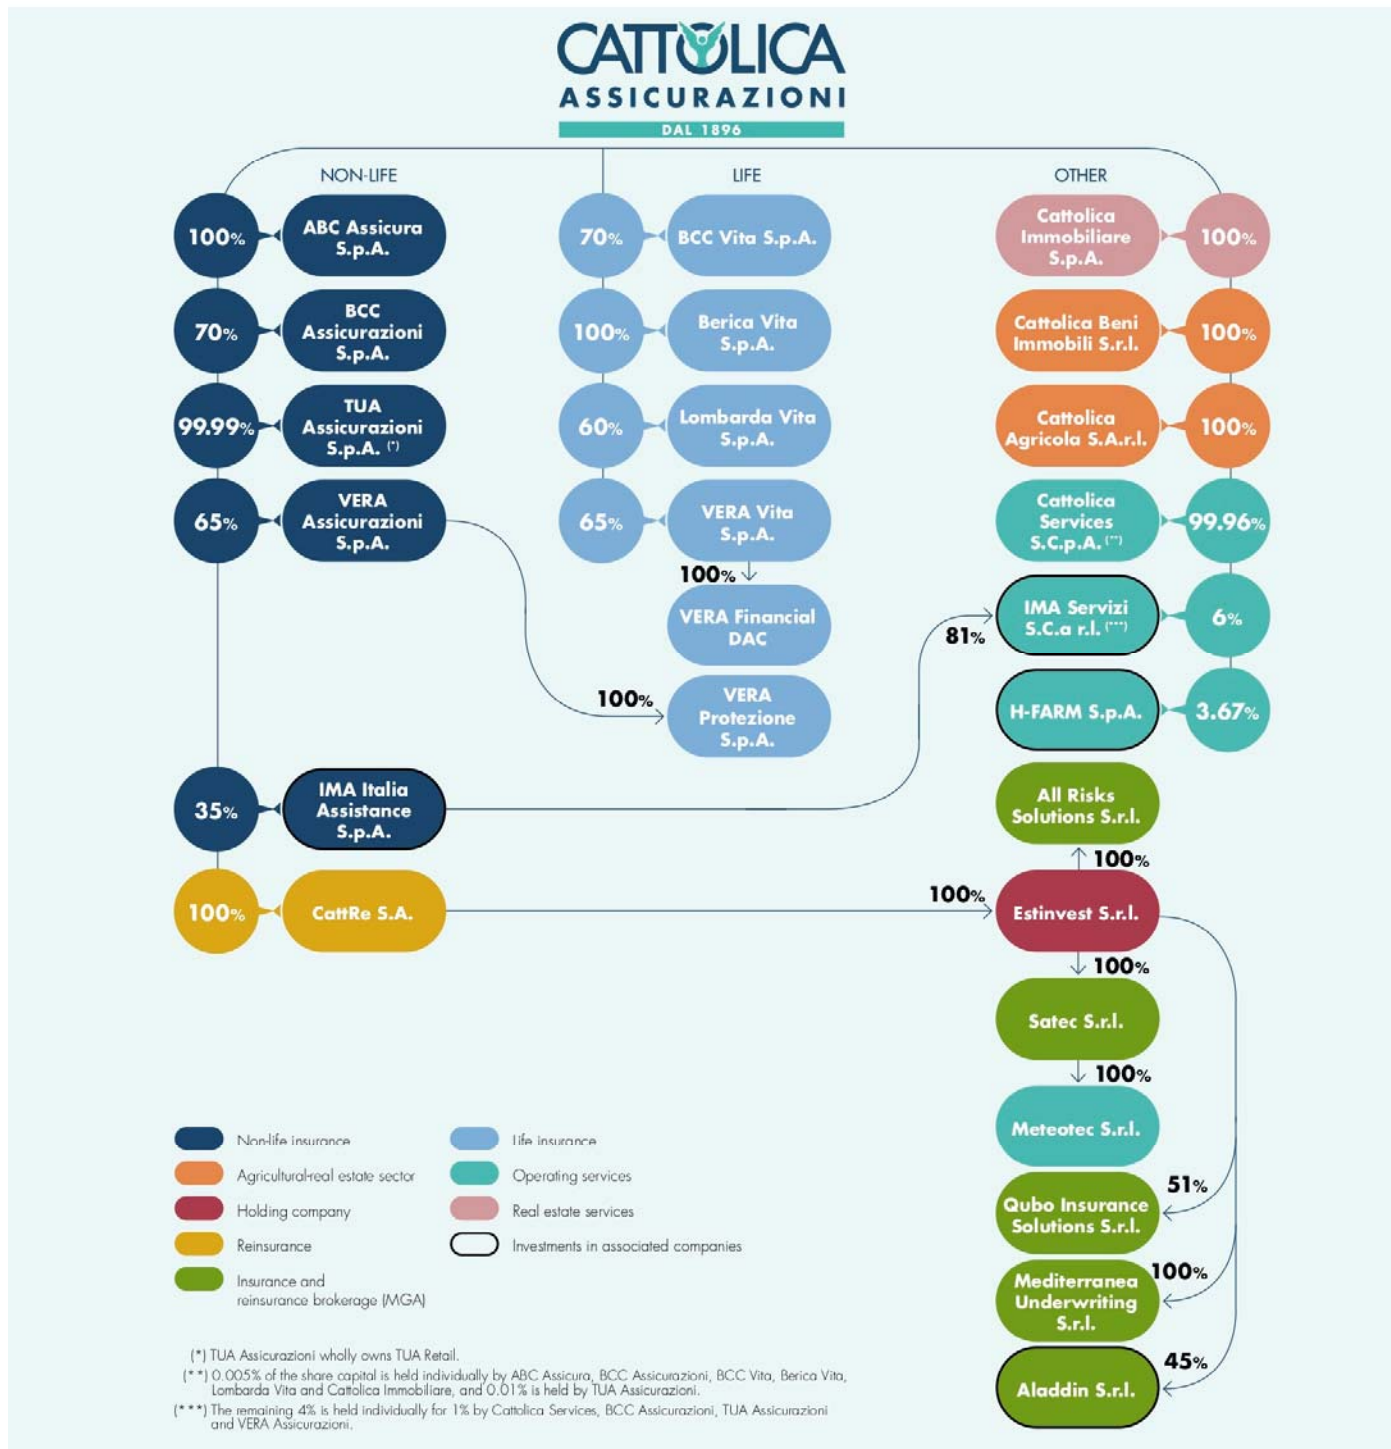 CATTOLICA
ASSICURAZIONI
DAL 1896
NON-LIFE
100%
ABC Assicura
S.p.A.
70%
BCC
Assicurazioni
S.p.A.
99.99%
TUA
Assicurazioni
S.p.A. (*)
65%
VERA
Assicurazioni
S.p.A.
35%
IMA Italia
Assistance
S.p.A.
100%
CattRe S.A.
LIFE
70%
BCC Vita S.p.A.
100%
Berica Vita
S.p.A.
60%
Lombarda Vita
S.p.A.
65%
VERA Vita
S.p.A.
100%
VERA Financial
DAC
100%
VERA
Protezione
S.p.A.
OTHER
Cattolica
Immobiliare
S.p.A.
100%
Cattolica Beni
Immobili S.r.l.
100%
Cattolica
Agricola S.A.r.l.
100%
Cattolica
Services
S.C.p.A. (**)
99.96%
81%
IMA Servizi
S.C.a r.l. (***)
6%
H-FARM S.p.A.
3.67%
All Risks
Solutions S.r.l.
100%
100%
Estinvest S.r.l.
100%
Satec S.r.l.
100%
Meteotec S.r.l.
51%
Qubo Insurance
Solutions S.r.l.
100%
Mediterranea
Underwriting
S.r.l.
45%
Aladdin S.r.l.
Non-life insurance
Agricultural-real estate sector
Holding company
Reinsurance
Insurance and
reinsurance brokerage (MGA)
Life insurance
Operating services
Real estate services
Investments in associated companies
(*) TUA Assicurazioni wholly owns TUA Retail.
(**) 0.005% of the share capital is held individually by ABC Assicura, BCC Assicurazioni, BCC Vita, Berica Vita,
Lombarda Vita and Cattolica Immobiliare, and 0.01% is held by TUA Assicurazioni.
(***) The remaining 4% is held individually for 1% by Cattolica Services, BCC Assicurazioni, TUA Assicurazioni
and VERA Assicurazioni.